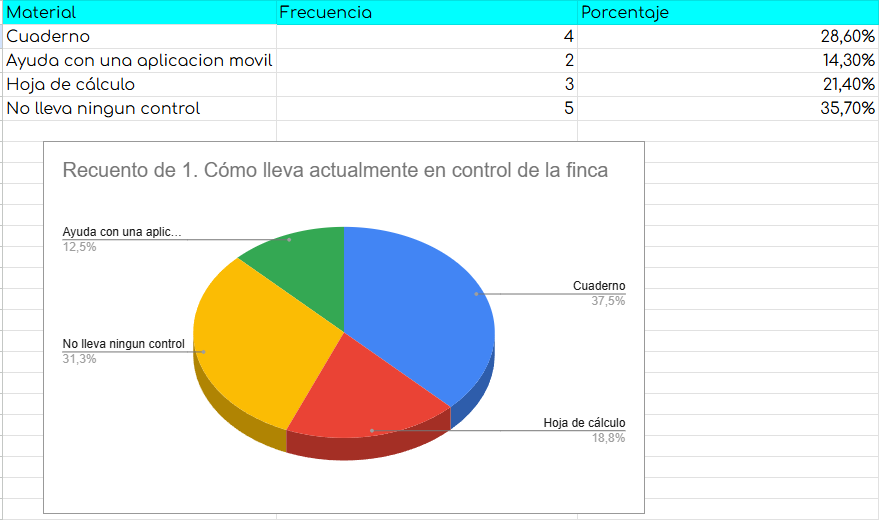 Material Frecuencia Porcentaje
Cuaderno 4 28,60%
Ayuda con una aplicacion movil 2 14,30%
Hoja de cálculo 3 21,40%
No lleva ningun control 5 35,70%
Recuento de 1. Cómo lleva actualmente en control de la finca
Ayuda con una aplic...
12,5%
Cuaderno
37,5%
No lleva ningun control
31,3%
Hoja de cálculo
18,8%